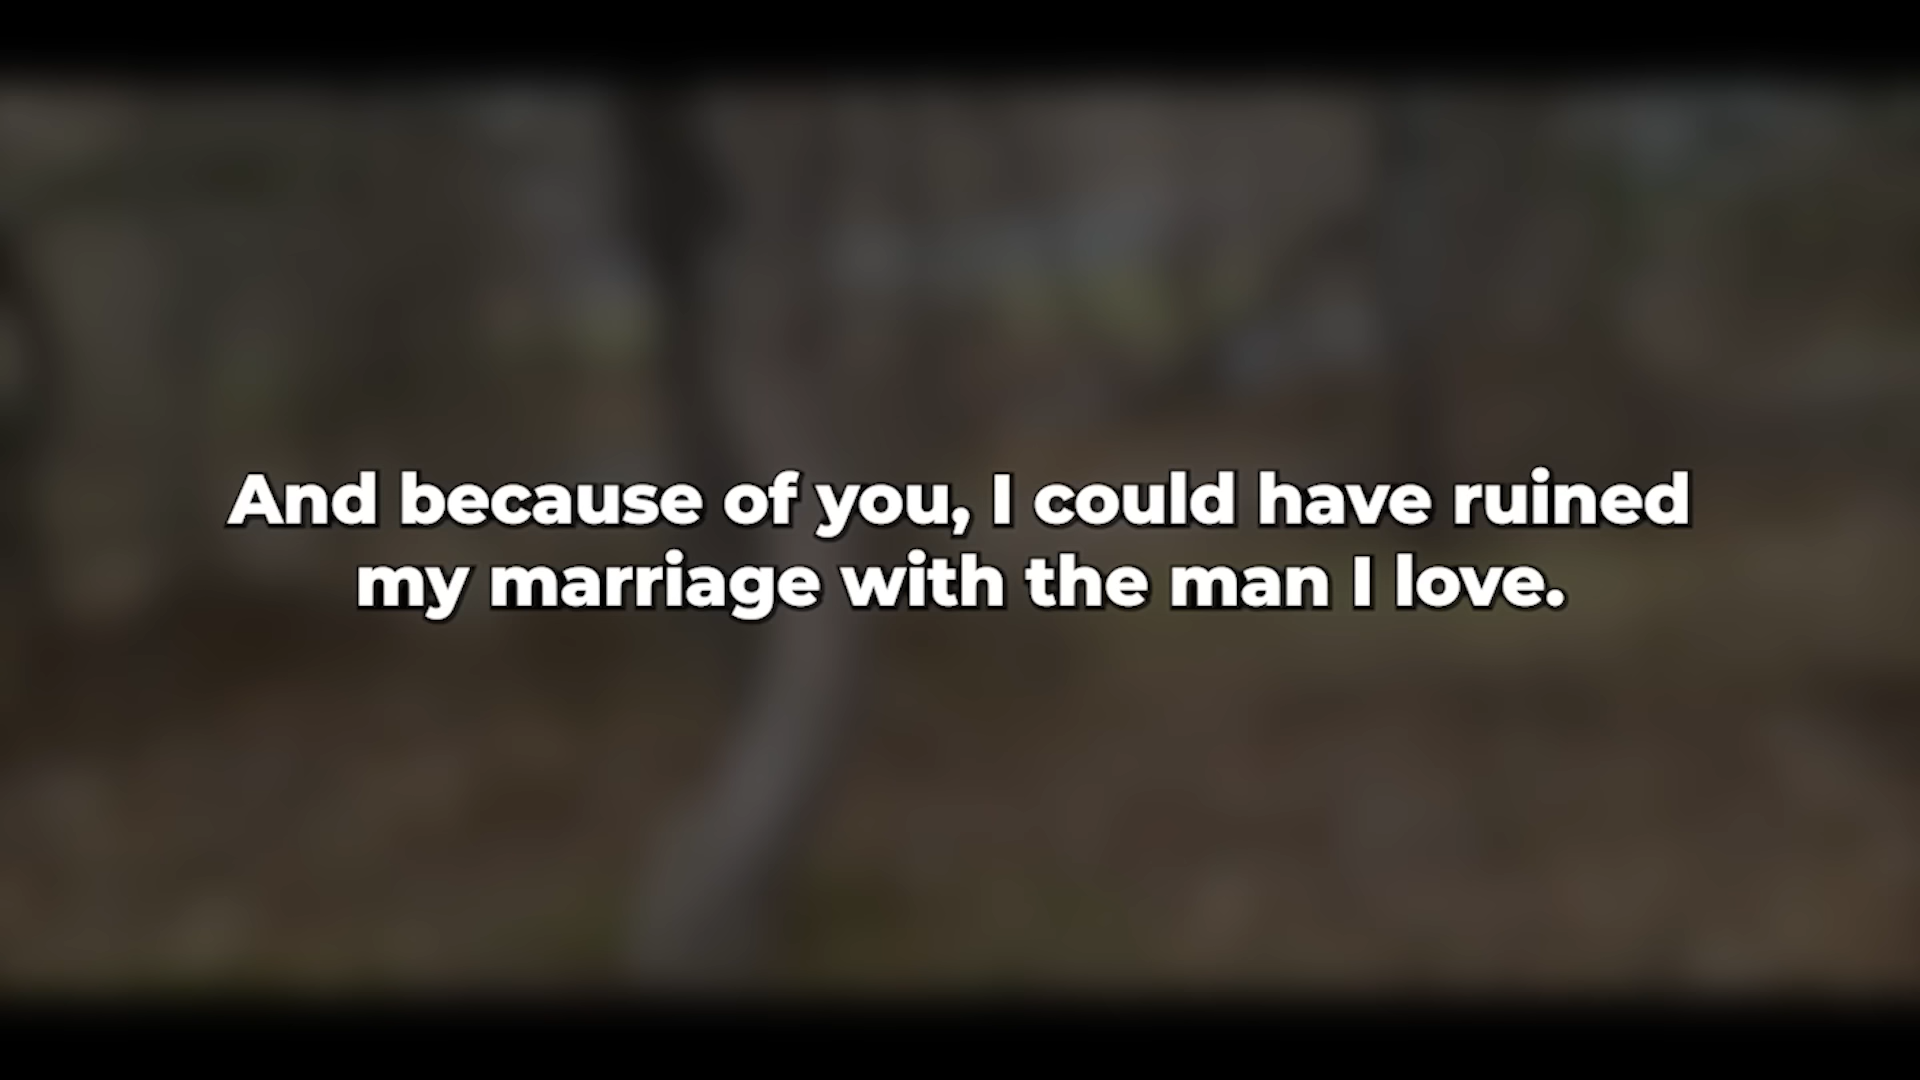 And because of you, I could have ruined
my marriage with the man I love.